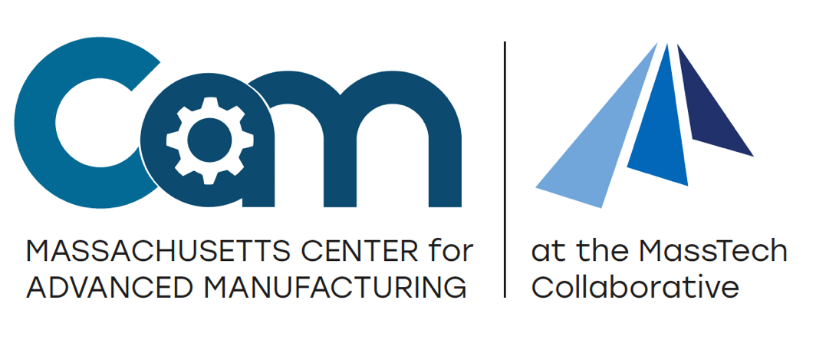 Cam
MASSACHUSETTS CENTER for
ADVANCED MANUFACTURING
at the MassTech
Collaborative